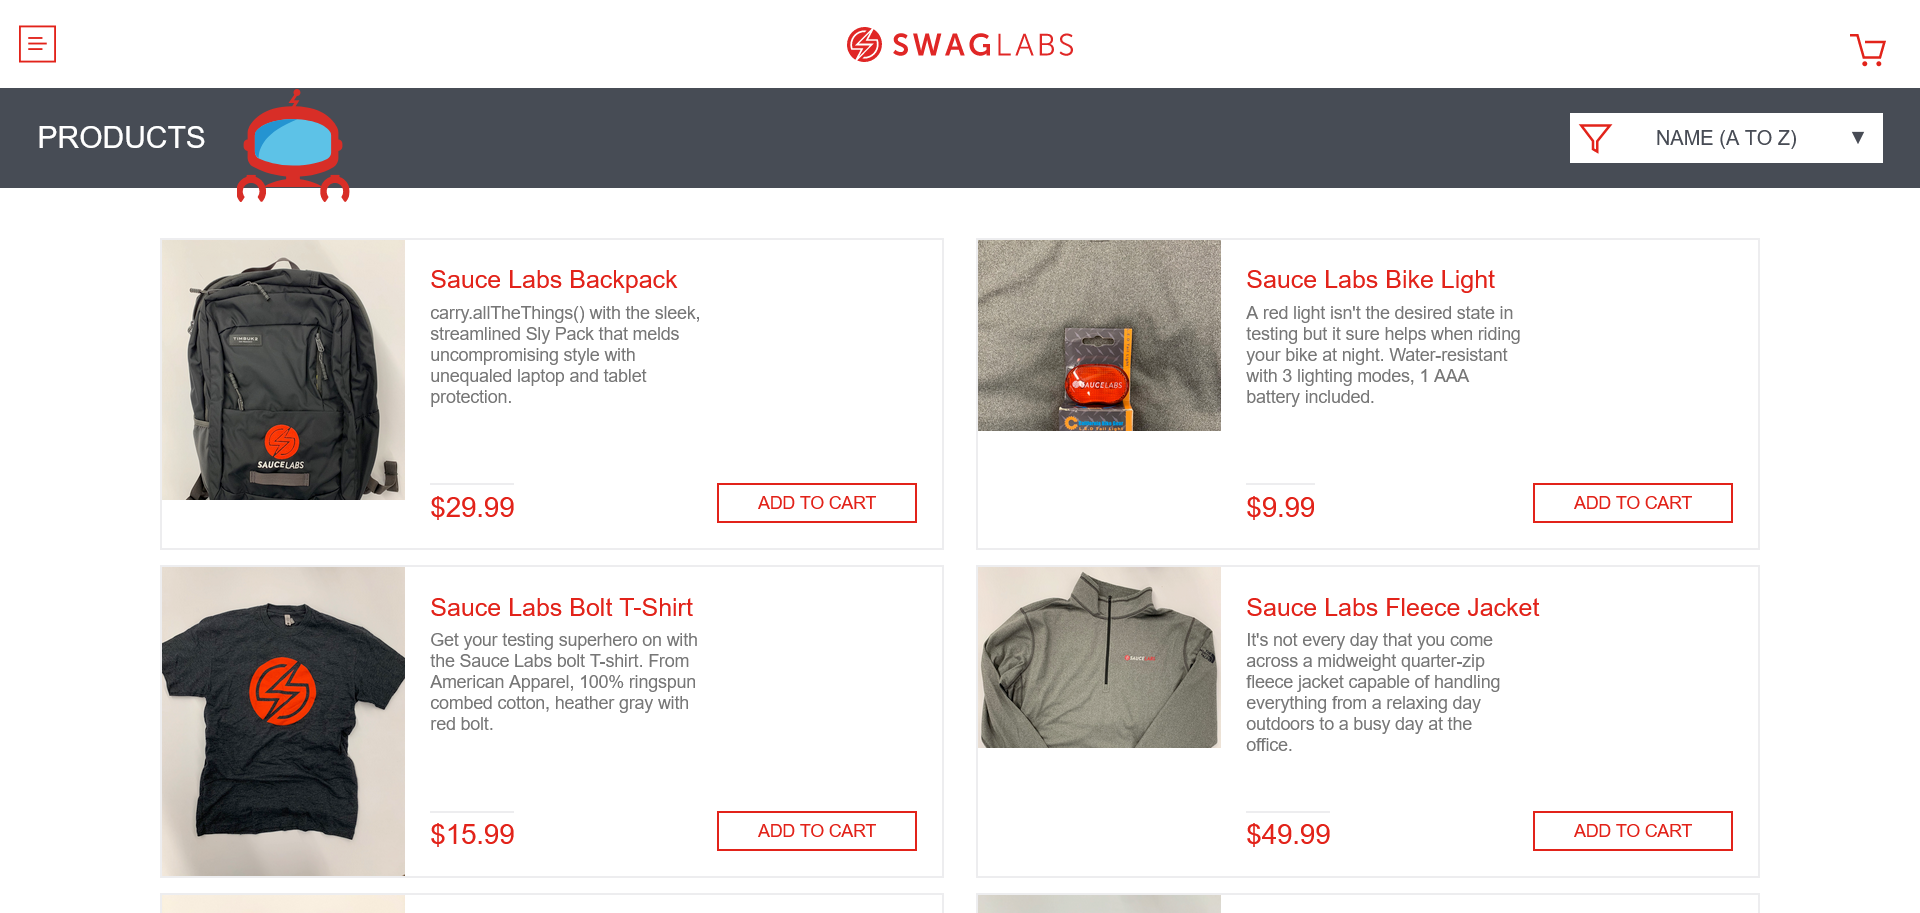 SWAGLABS
PRODUCTS
NAME (A TO Z) ▼
TIMBUK2
SAUCELABS
Sauce Labs Backpack
carry.allTheThings() with the sleek,
streamlined Sly Pack that melds
uncompromising style with
unequaled laptop and tablet
protection.
$29.99
ADD TO CART
SAUCELABS
Sauce Labs Bike Light
A red light isn't the desired state in
testing but it sure helps when riding
your bike at night. Water-resistant
with 3 lighting modes, 1 AAA
battery included.
$9.99
ADD TO CART
Sauce Labs Bolt T-Shirt
Get your testing superhero on with
the Sauce Labs bolt T-shirt. From
American Apparel, 100% ringspun
combed cotton, heather gray with
red bolt.
$15.99
ADD TO CART
SAUCELABS
Sauce Labs Fleece Jacket
It's not every day that you come
across a midweight quarter-zip
fleece jacket capable of handling
everything from a relaxing day
outdoors to a busy day at the
office.
$49.99
ADD TO CART